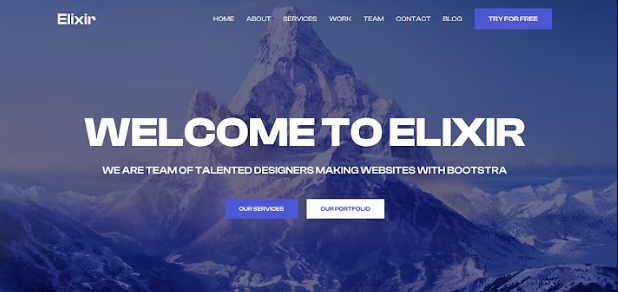 Elixir
HOME ABOUT SERVICES WORK TEAM CONTACT BLOG TRY FOR FREE
WELCOME TO ELIXIR
WE ARE TEAM OF TALENTED DESIGNERS MAKING WEBSITES WITH BOOTSTRA
OUR SERVICES OUR PORTFOLIO